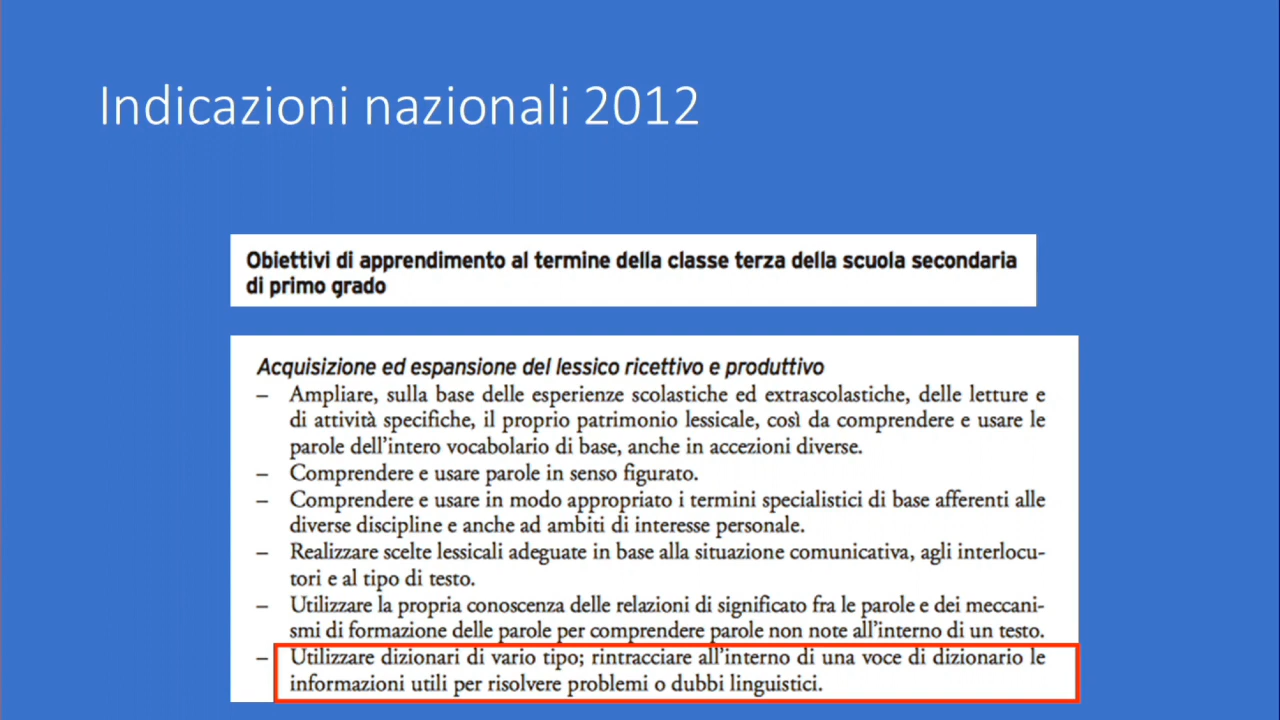 Indicazioni nazionali 2012
Obiettivi di apprendimento al termine della classe terza della scuola secondaria
di primo grado
Acquisizione ed espansione del lessico ricettivo e produttivo
– Ampliare, sulla base delle esperienze scolastiche ed extrascolastiche, delle letture e
di attività specifiche, il proprio patrimonio lessicale, così da comprendere e usare le
parole dell'intero vocabolario di base, anche in accezioni diverse.
– Comprendere e usare parole in senso figurato.
– Comprendere e usare in modo appropriato i termini specialistici di base afferenti alle
diverse discipline e anche ad ambiti di interesse personale.
– Realizzare scelte lessicali adeguate in base alla situazione comunicativa, agli interlocu-
tori e al tipo di testo.
– Utilizzare la propria conoscenza delle relazioni di significato fra le parole e dei meccani-
smi di formazione delle parole per comprendere parole non note all'interno di un testo.
– Utilizzare dizionari di vario tipo; rintracciare all'interno di una voce di dizionario le
informazioni utili per risolvere problemi o dubbi linguistici.